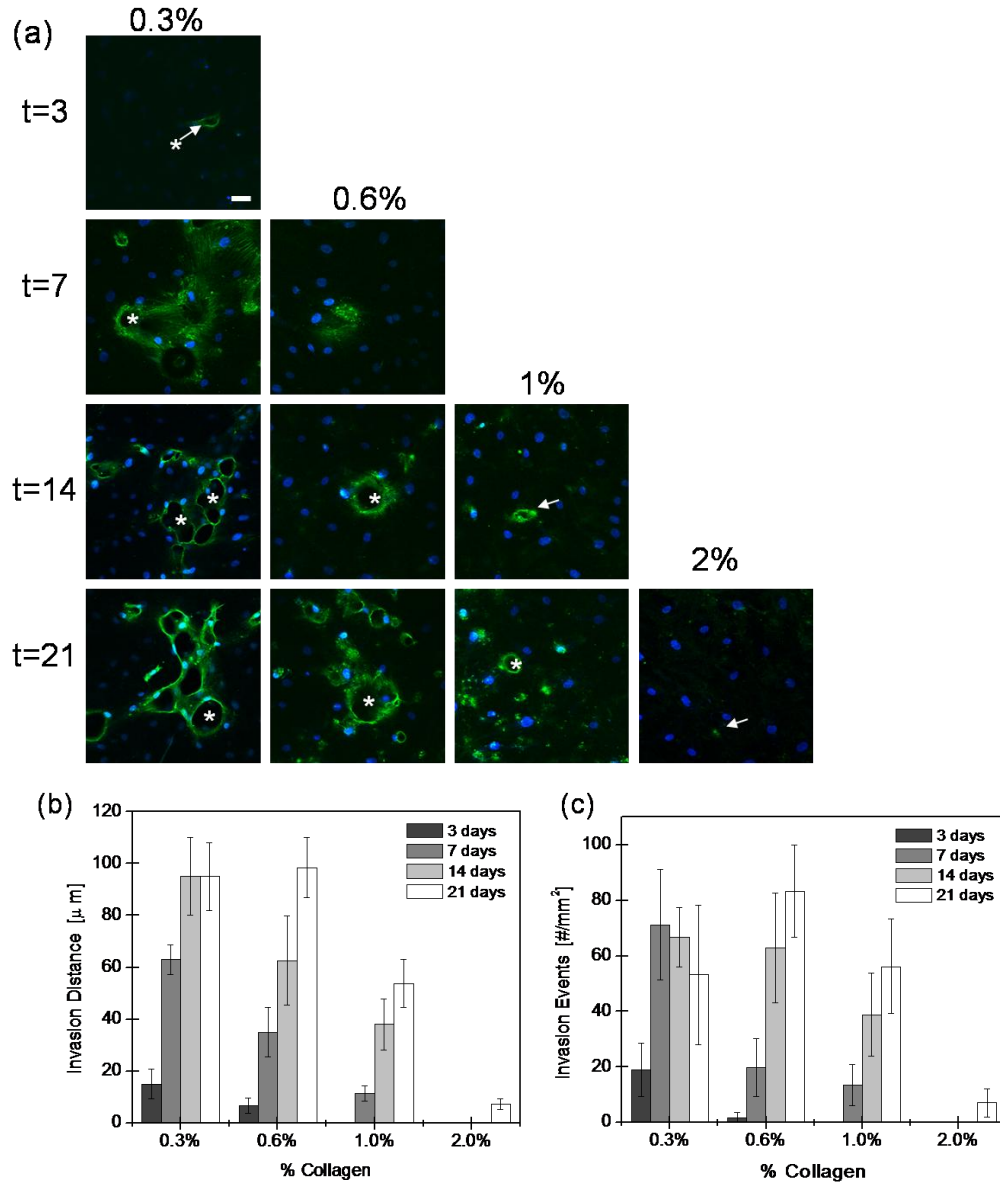 (a)
0.3%
t=3
*
0.6%
t=7
*
1%
t=14
* *
*
2%
t=21
*
*
*
(b)
120
100
80
60
40
20
0
Invasion Distance [μm]
3 days
7 days
14 days
21 days
0.3% 0.6% 1.0% 2.0%
% Collagen
(c)
100
80
60
40
20
0
Invasion Events [#/mm²]
3 days
7 days
14 days
21 days
0.3% 0.6% 1.0% 2.0%
% Collagen